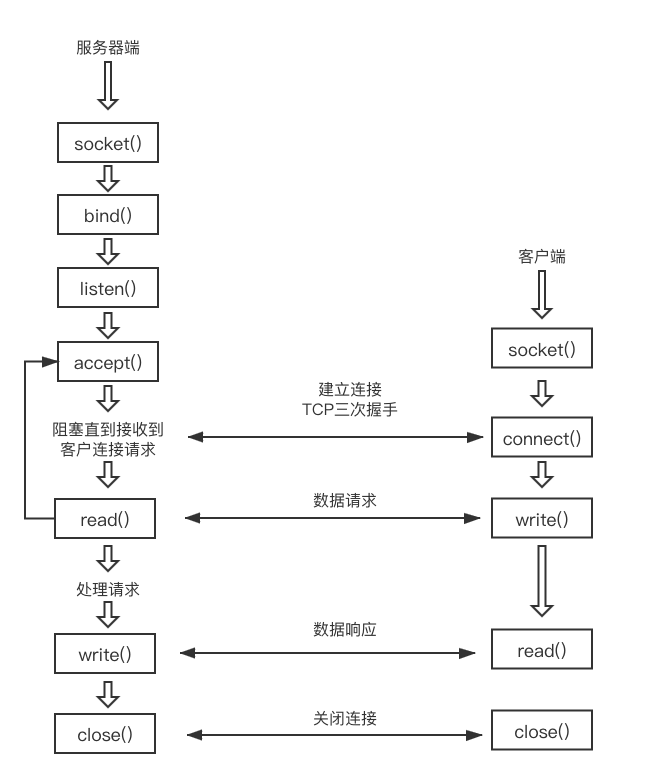 服务器端
socket()
bind()
listen()
accept()
阻塞直到接收到
客户连接请求
read()
处理请求
write()
close()
建立连接
TCP三次握手
数据请求
数据响应
关闭连接
客户端
socket()
connect()
write()
read()
close()